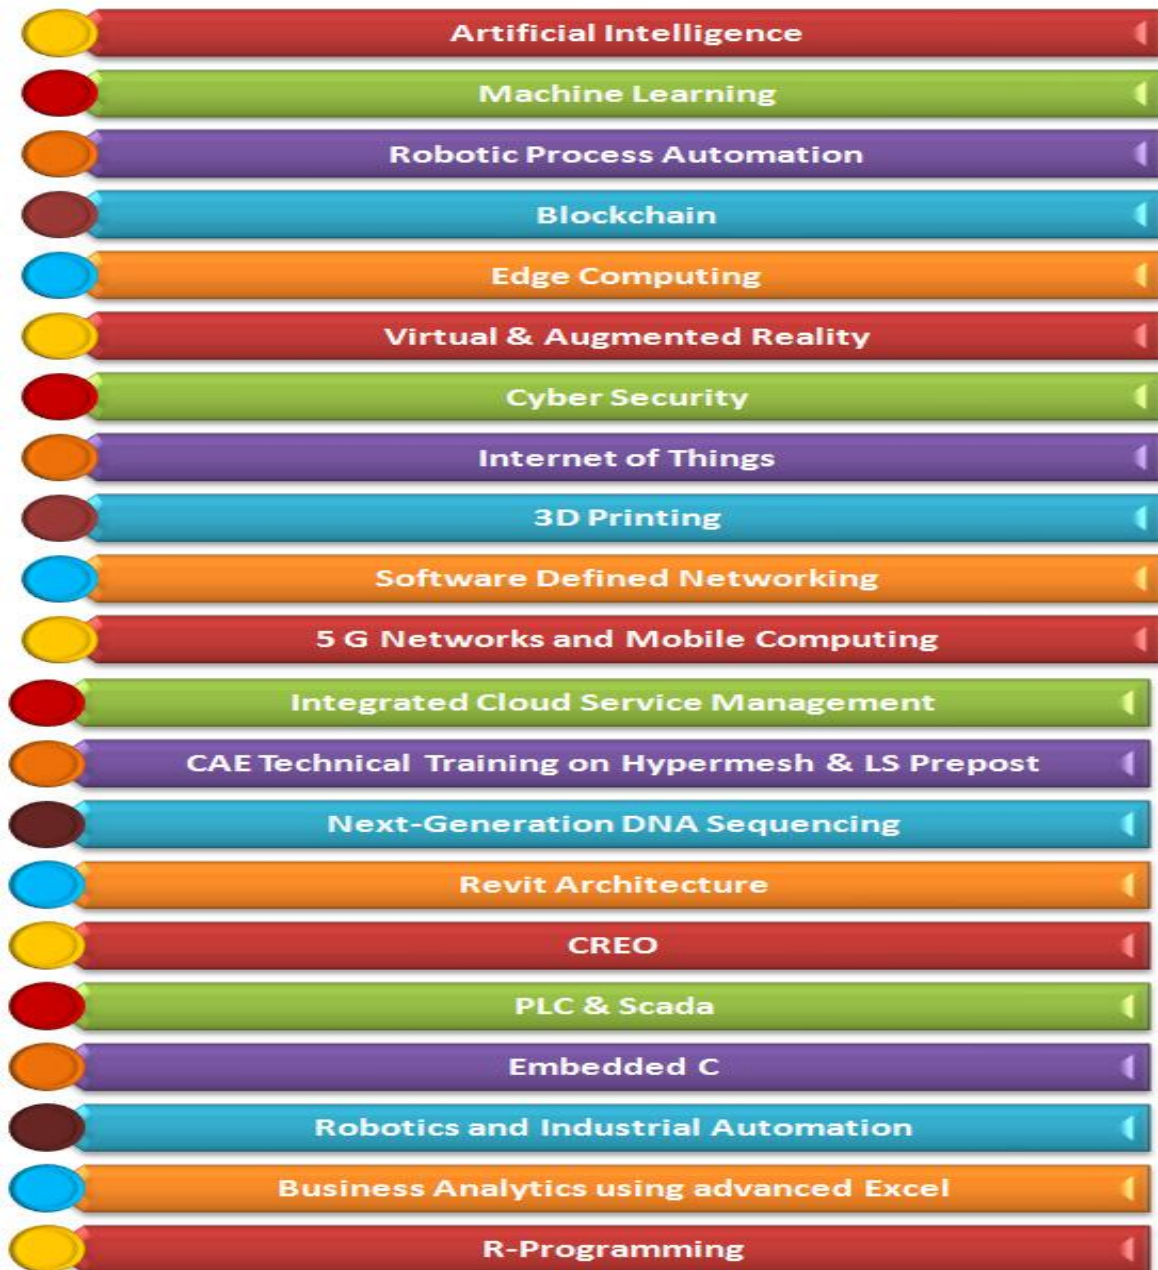 Artificial Intelligence
Machine Learning
Robotic Process Automation
Blockchain
Edge Computing
Virtual & Augmented Reality
Cyber Security
Internet of Things
3D Printing
Software Defined Networking
5 G Networks and Mobile Computing
Integrated Cloud Service Management
CAE Technical Training on Hypermesh & LS Prepost
Next-Generation DNA Sequencing
Revit Architecture
CREO
PLC & Scada
Embedded C
Robotics and Industrial Automation
Business Analytics using advanced Excel
R-Programming